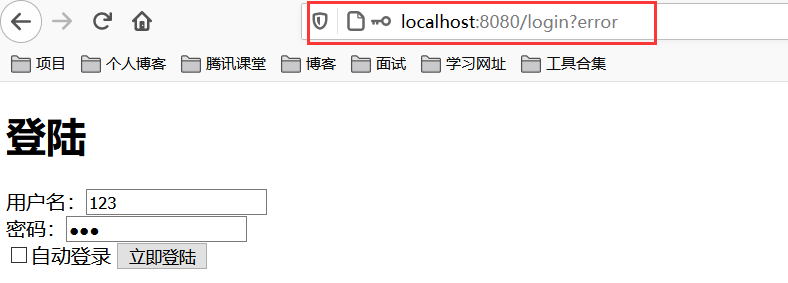 localhost:8080/login?error
项目 个人博客 腾讯课堂 博客 面试 学习网址 工具合集
登陆
用户名：123
密码：●●●
自动登录 立即登陆